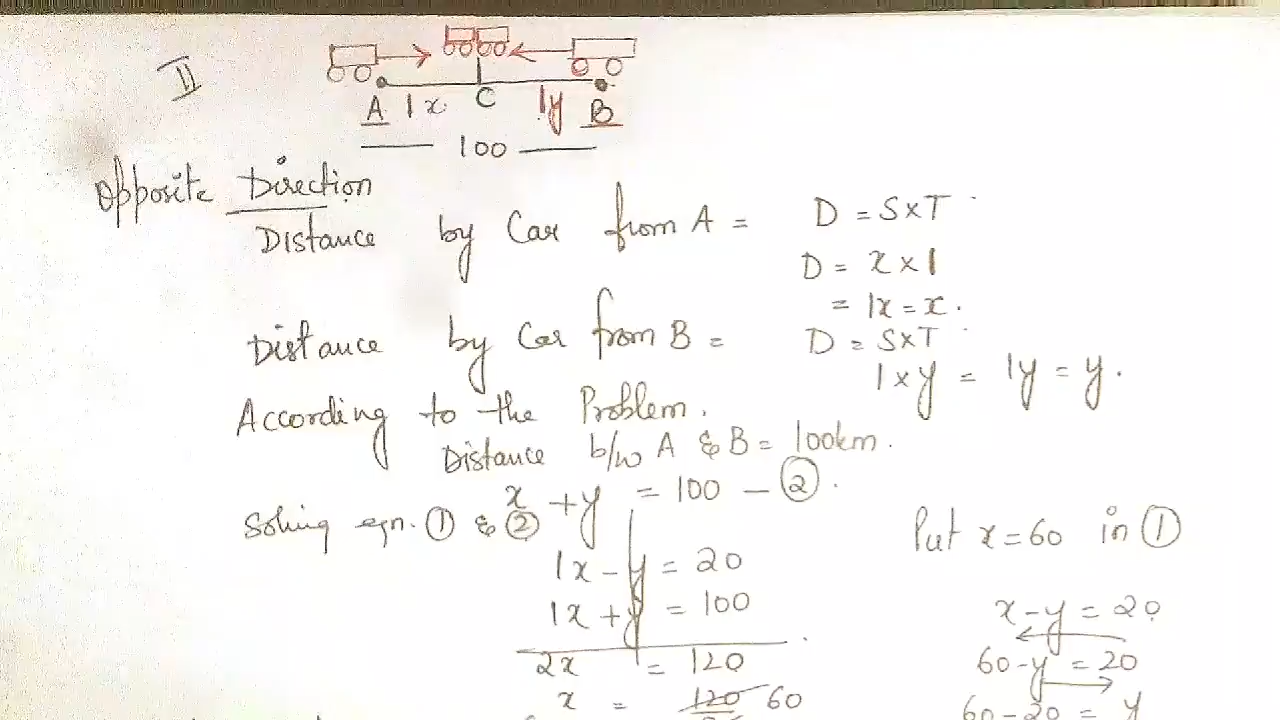 II
A 1x C 1y B
100
Opposite Direction
Distance by Car from A = D = S×T
D = x×1
= 1x = x.
Distance by Car from B = D = S×T
1×y = 1y = y.
According to the Problem.
Distance b/w A & B = 100km.
x + y = 100 – ②.
Solving eqn. ① & ②
1x – y = 20
1x + y = 100
2x = 120
x = 120 60
Put x = 60 in ①
x – y = 20
60 – y = 20
60 – 20 = y